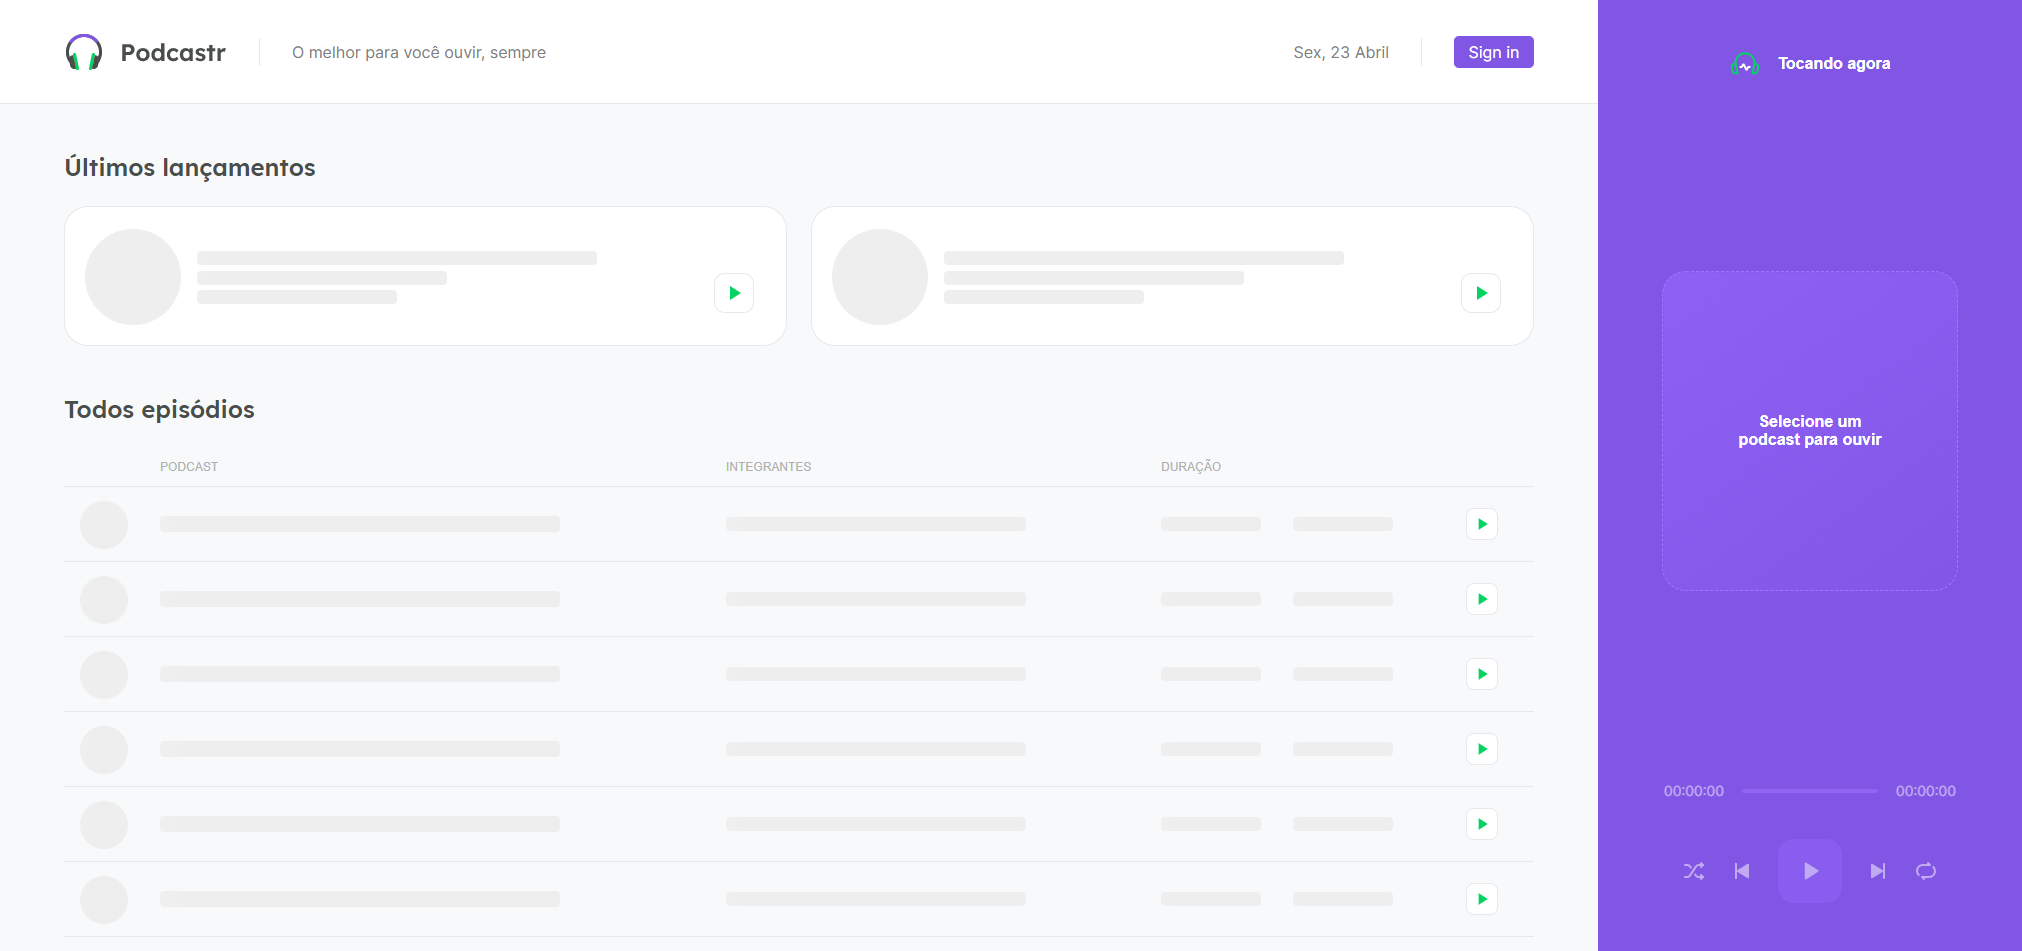 Podcastr
O melhor para você ouvir, sempre
Sex, 23 Abril
Sign in
Tocando agora
Últimos lançamentos
Todos episódios
PODCAST
INTEGRANTES
DURAÇÃO
Selecione um
podcast para ouvir
00:00:00
00:00:00